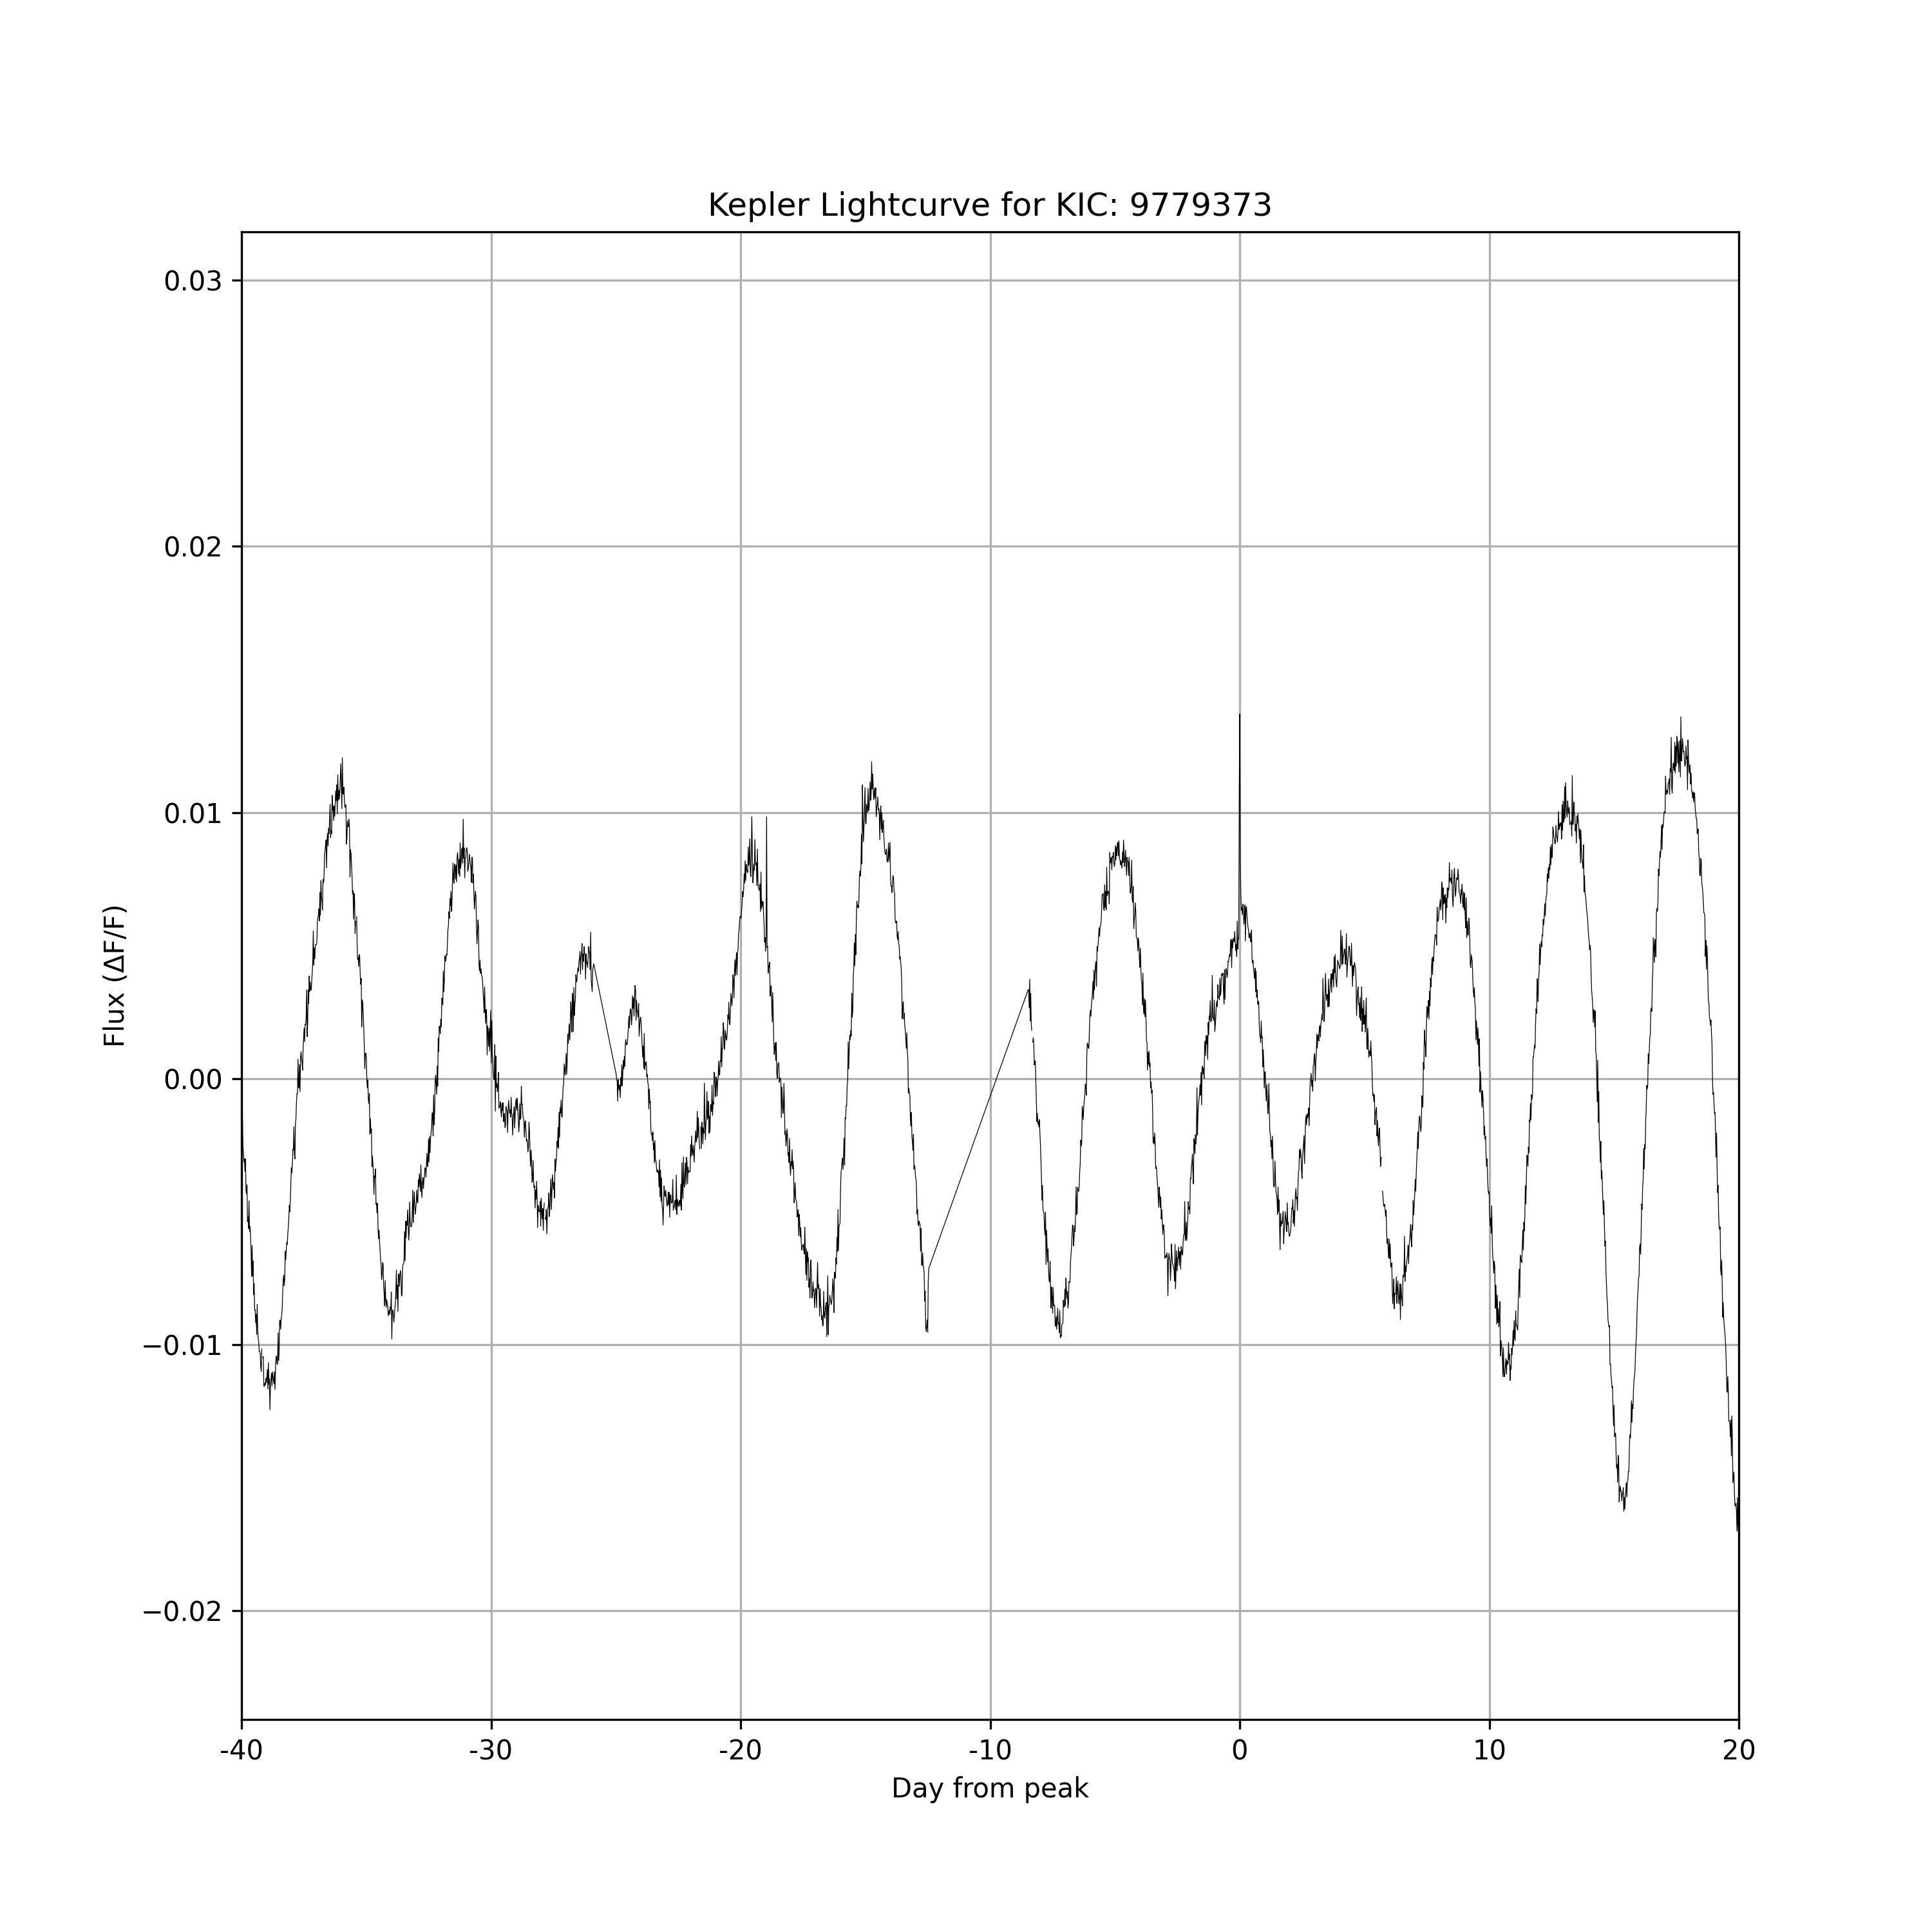 Kepler Lightcurve for KIC: 9779373
Flux (ΔF/F)
0.03
0.02
0.01
0.00
−0.01
−0.02
-40 -30 -20 -10 0 10 20
Day from peak